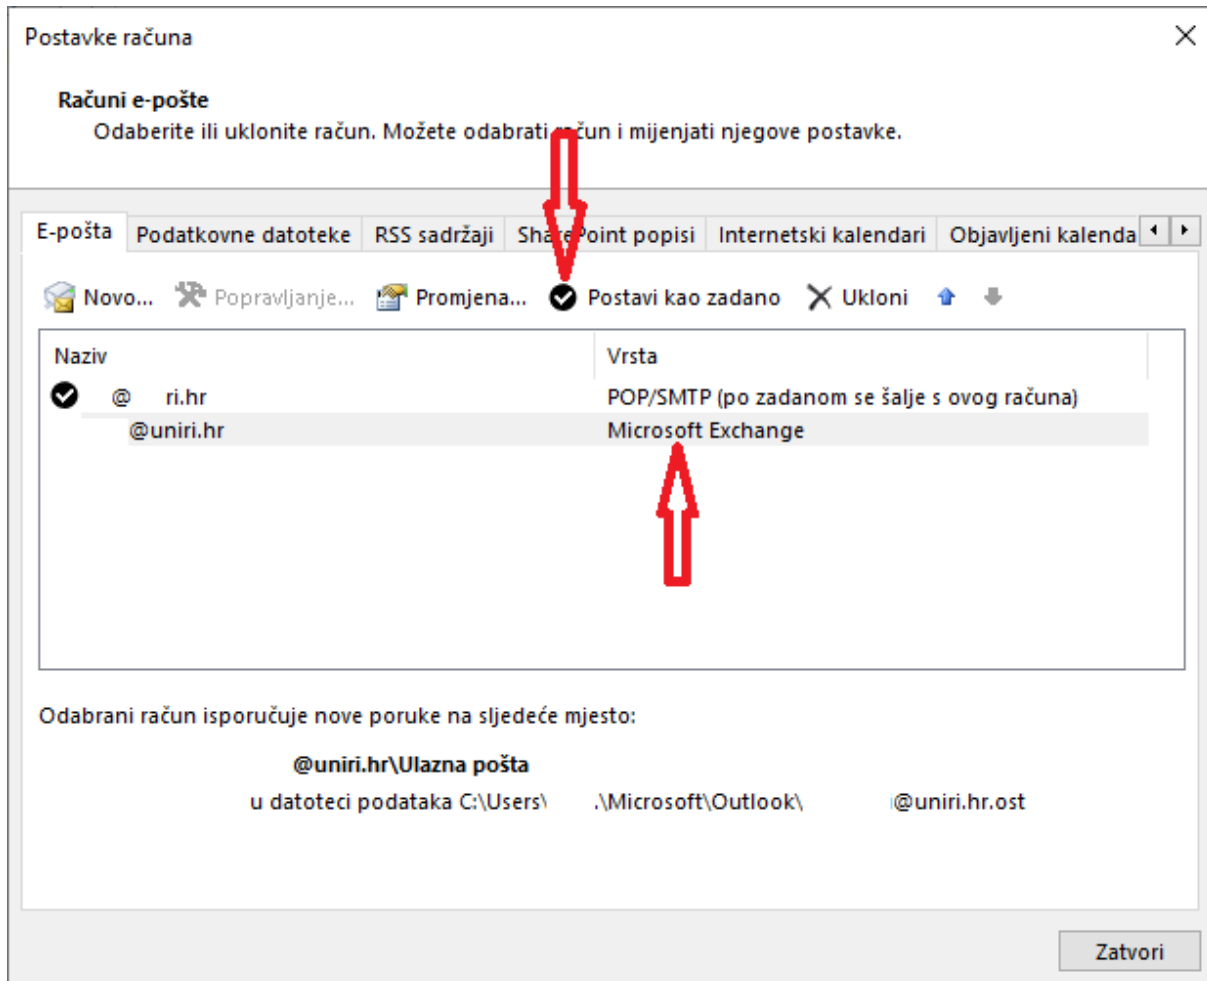 Postavke računa
Računi e-pošte
Odaberite ili uklonite račun. Možete odabrati račun i mijenjati njegove postavke.
E-pošta Podatkovne datoteke RSS sadržaji SharePoint popisi Internetski kalendari Objavljeni kalenda
Novo... Popravljanje... Promjena... Postavi kao zadano Ukloni
Naziv Vrsta
@ ri.hr POP/SMTP (po zadanom se šalje s ovog računa)
@uniri.hr Microsoft Exchange
Odabrani račun isporučuje nove poruke na sljedeće mjesto:
@uniri.hr\Ulazna pošta
u datoteci podataka C:\Users\ .\Microsoft\Outlook\ @uniri.hr.ost
Zatvori